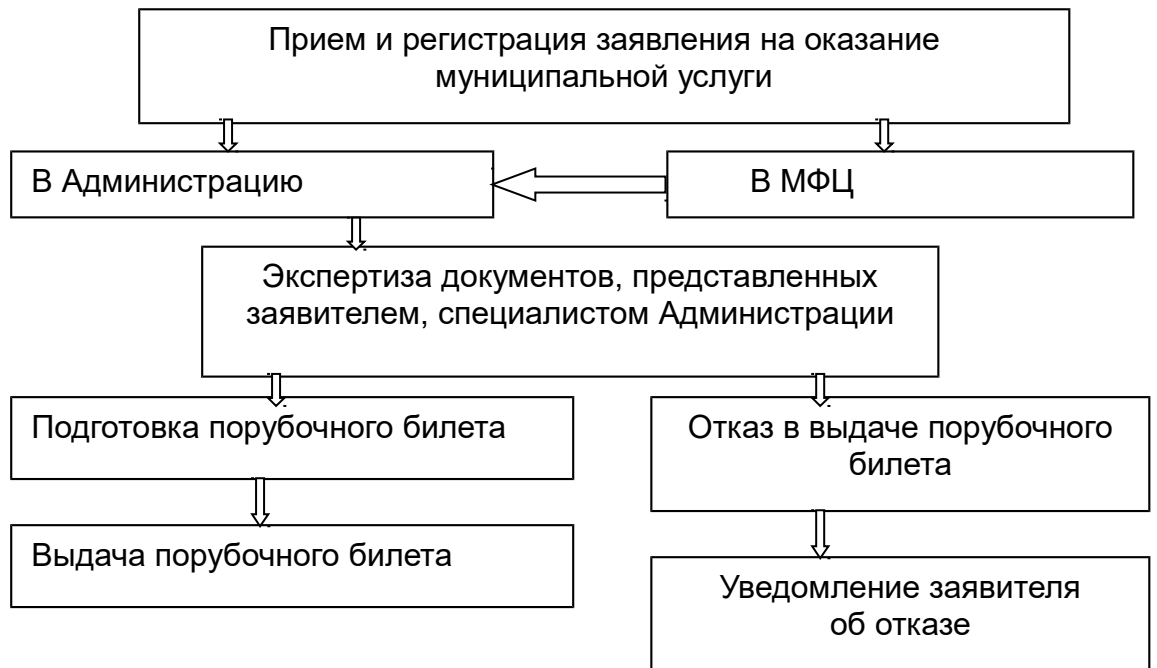 Прием и регистрация заявления на оказание
муниципальной услуги
В Администрацию
В МФЦ
Экспертиза документов, представленных
заявителем, специалистом Администрации
Подготовка порубочного билета
Отказ в выдаче порубочного
билета
Выдача порубочного билета
Уведомление заявителя
об отказе